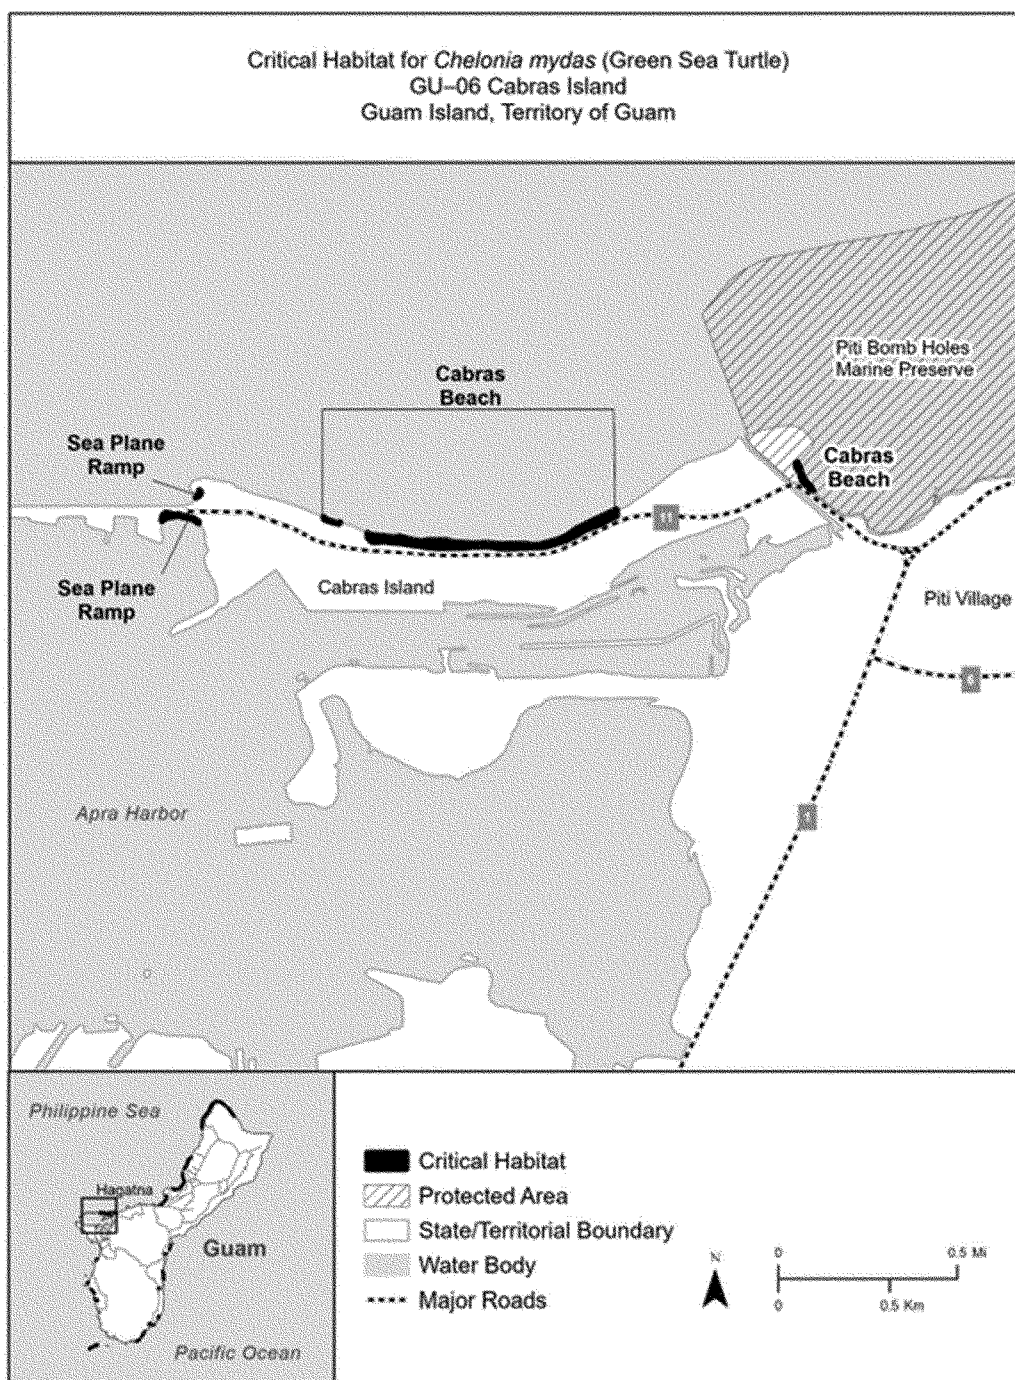 Critical Habitat for Chelonia mydas (Green Sea Turtle)
GU–06 Cabras Island
Guam Island, Territory of Guam
Piti Bomb Holes
Marine Preserve
Cabras
Beach
Sea Plane
Ramp
Cabras
Beach
11
Sea Plane
Ramp
Cabras Island
Piti Village
Apra Harbor
Philippine Sea
Hagatna
Guam
Pacific Ocean
Critical Habitat
Protected Area
State/Territorial Boundary
Water Body
Major Roads
N
0 0.5 Mi
0 0.5 Km